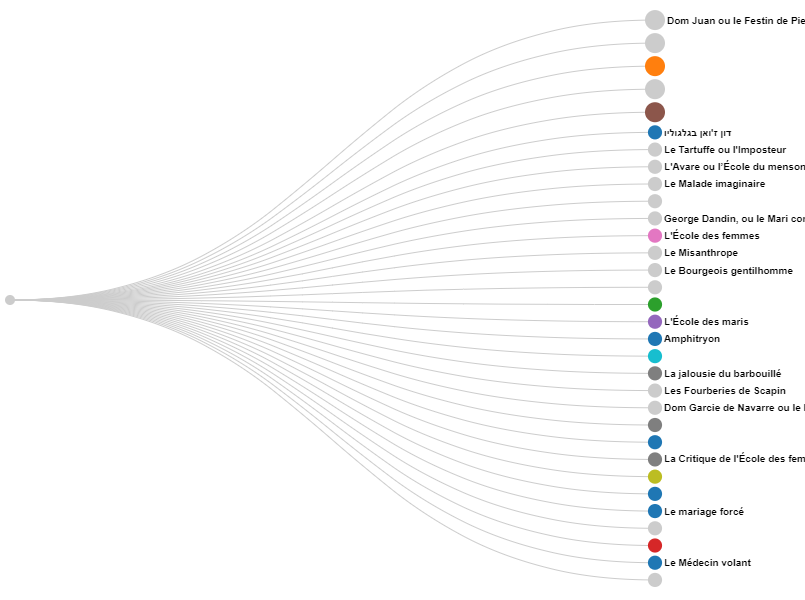 Dom Juan ou le Festin de Pie
דון ז'ואן בגלגוליו
Le Tartuffe ou l'Imposteur
L'Avare ou l'École du menson
Le Malade imaginaire
George Dandin, ou le Mari con
L'École des femmes
Le Misanthrope
Le Bourgeois gentilhomme
L'École des maris
Amphitryon
La jalousie du barbouillé
Les Fourberies de Scapin
Dom Garcie de Navarre ou le
La Critique de l'École des fem
Le mariage forcé
Le Médecin volant